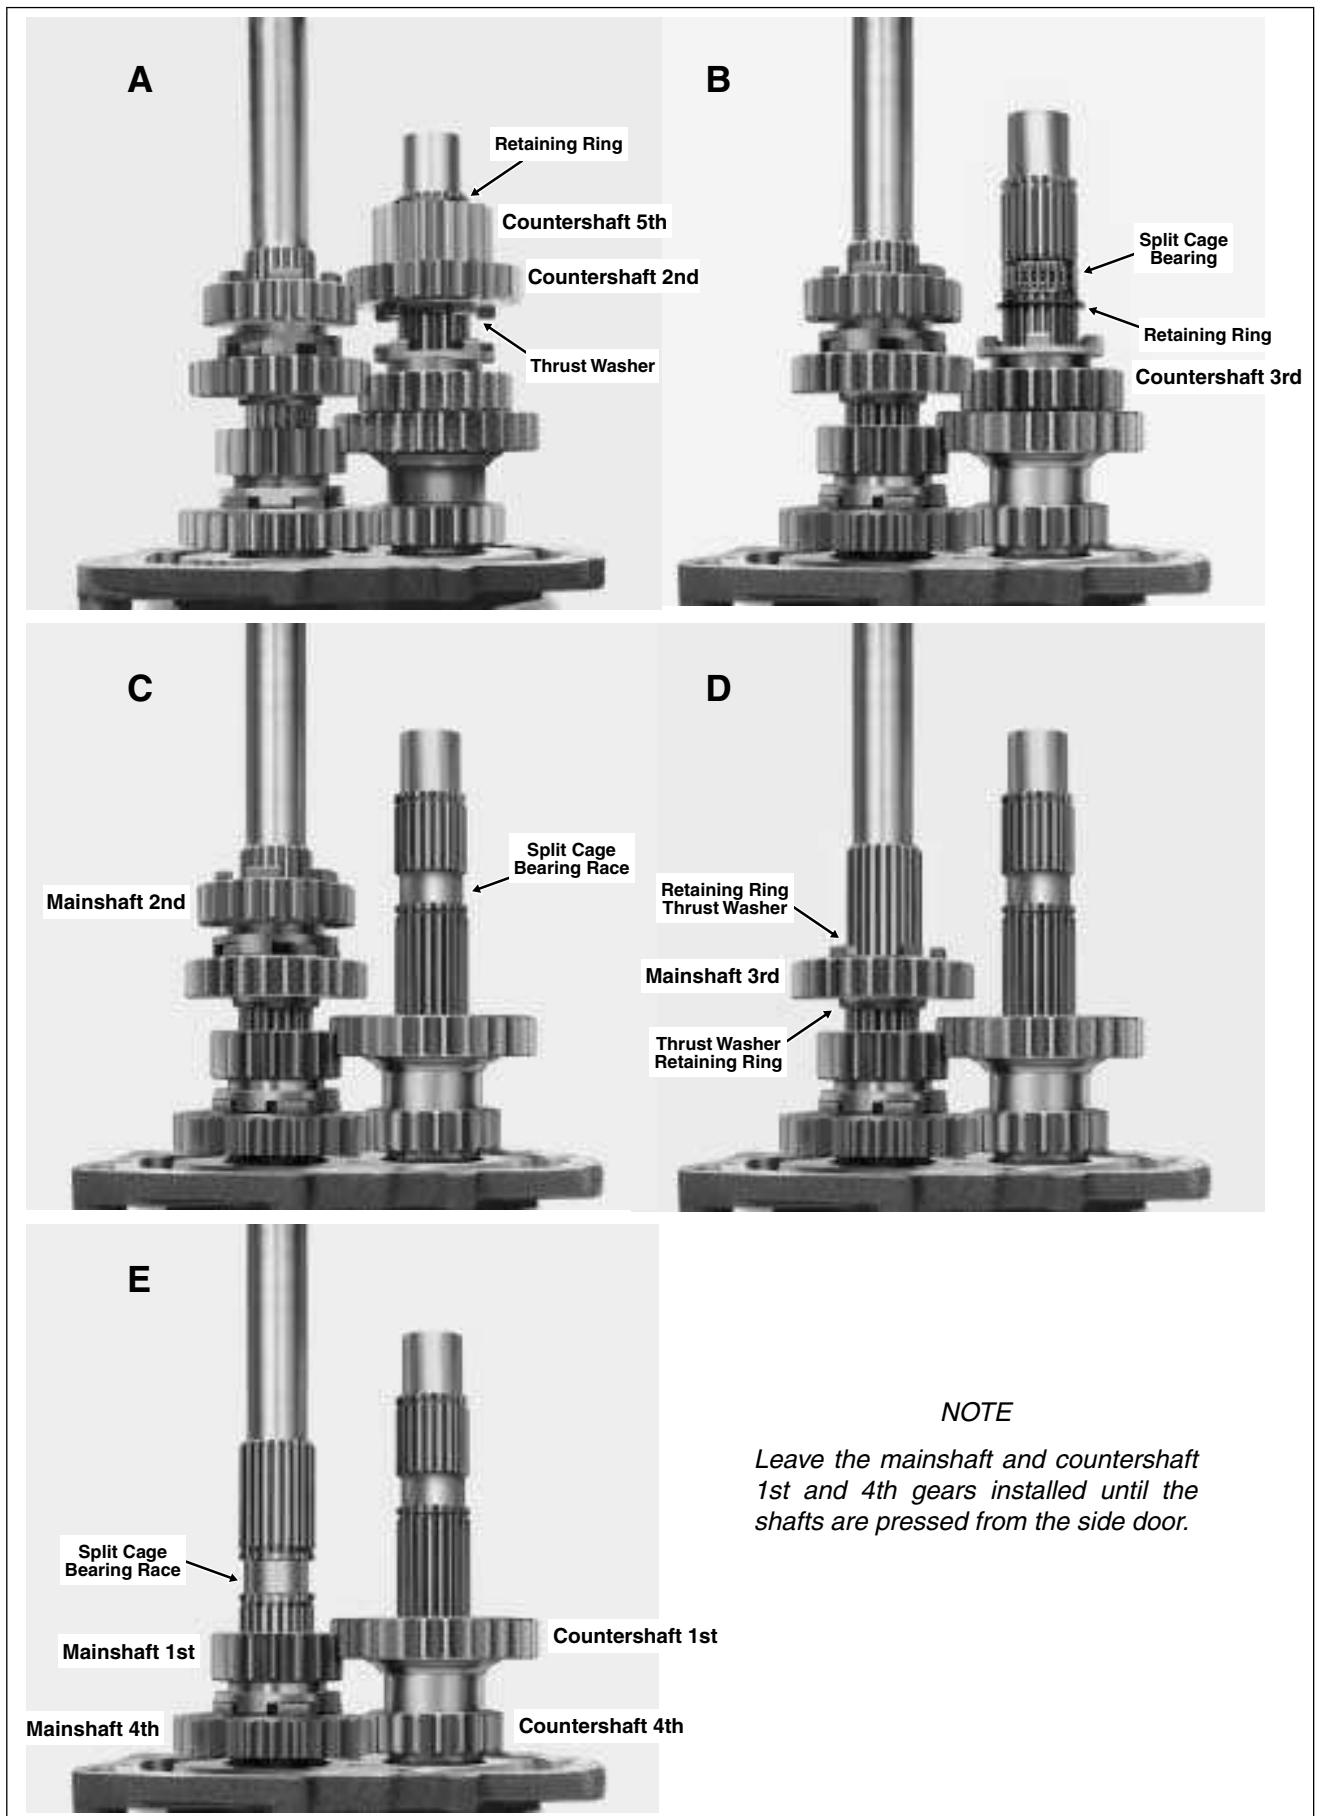 A
Retaining Ring
Countershaft 5th
Countershaft 2nd
Thrust Washer
B
Split Cage
Bearing
Retaining Ring
Countershaft 3rd
C
Mainshaft 2nd
Split Cage
Bearing Race
D
Retaining Ring
Thrust Washer
Mainshaft 3rd
Thrust Washer
Retaining Ring
E
Split Cage
Bearing Race
Mainshaft 1st
Mainshaft 4th
Countershaft 1st
Countershaft 4th
NOTE
Leave the mainshaft and countershaft
1st and 4th gears installed until the
shafts are pressed from the side door.